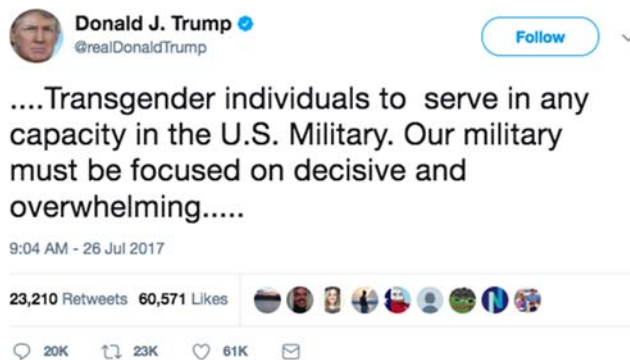 Donald J. Trump
@realDonaldTrump
Follow
....Transgender individuals to serve in any
capacity in the U.S. Military. Our military
must be focused on decisive and
overwhelming.....
9:04 AM - 26 Jul 2017
23,210 Retweets 60,571 Likes
20K 23K 61K